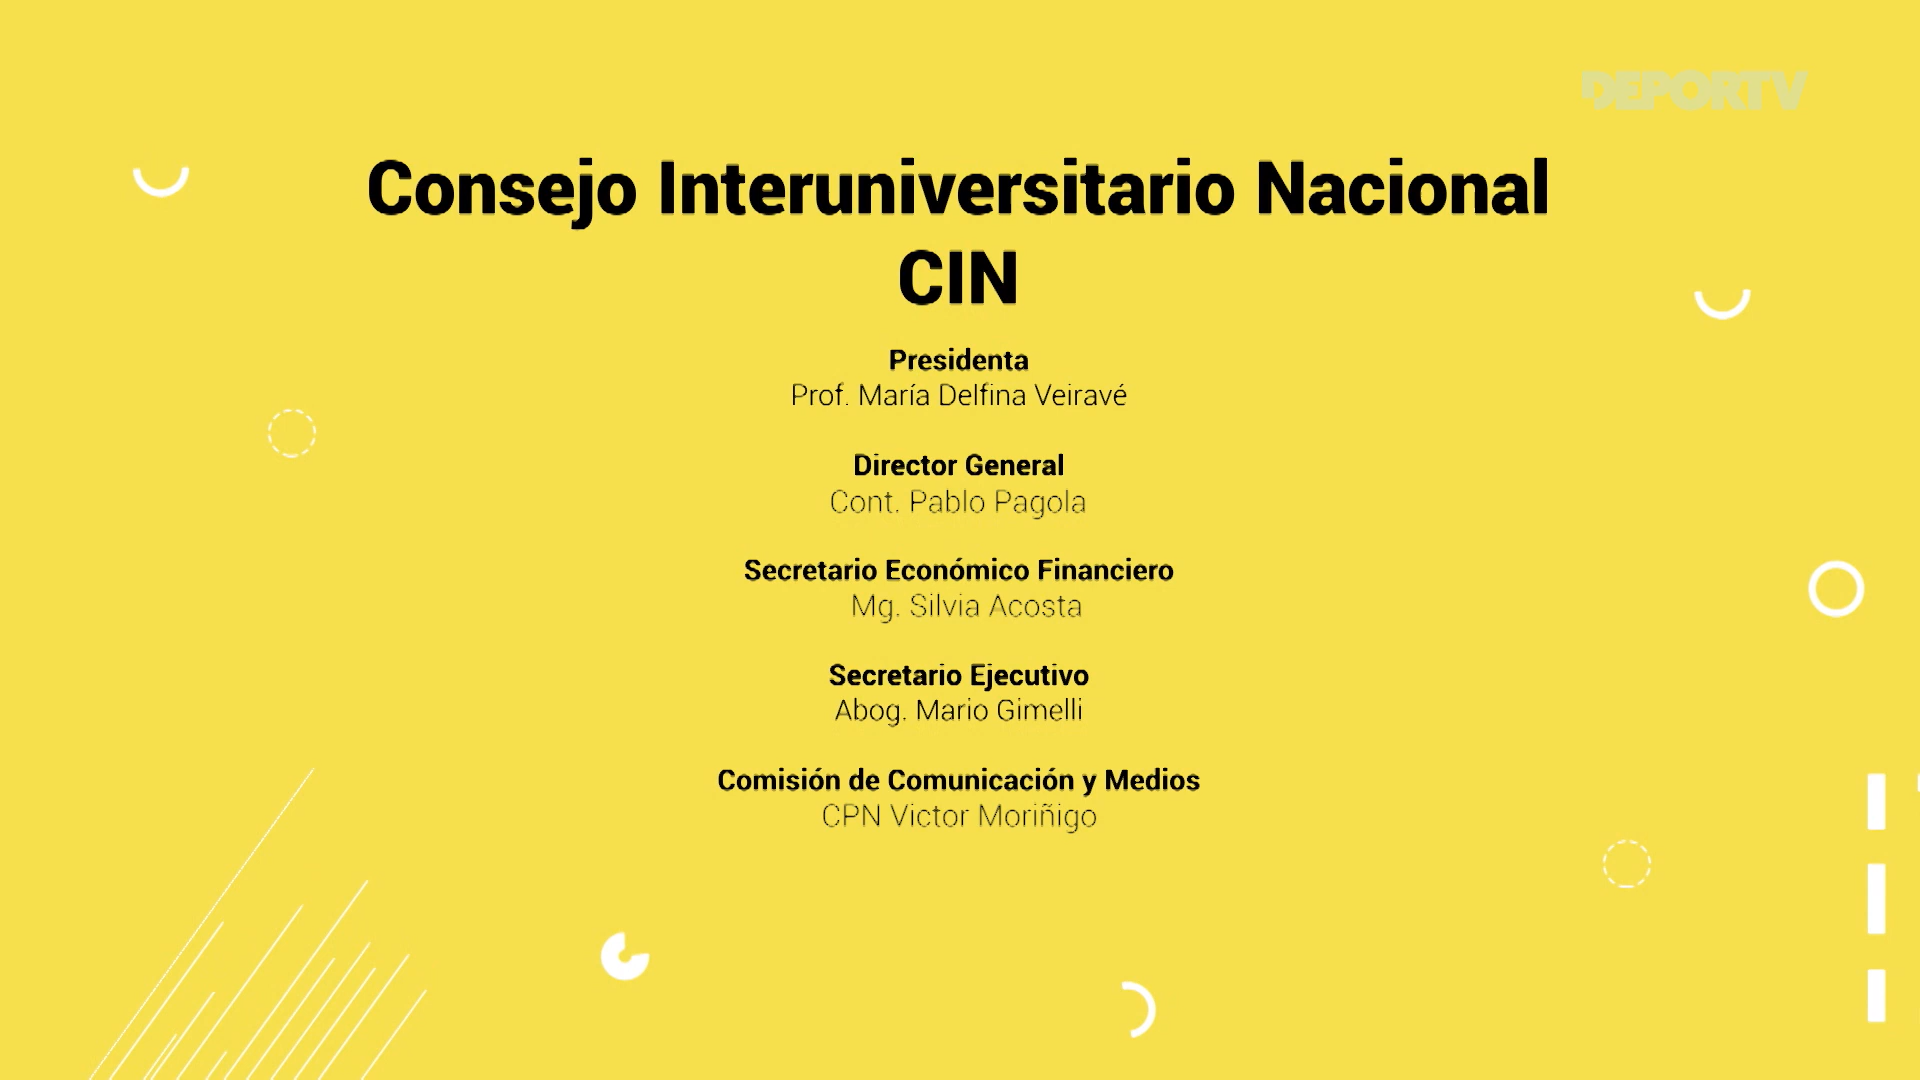 DEPORTV
Consejo Interuniversitario Nacional
CIN
Presidenta
Prof. María Delfina Veiravé
Director General
Cont. Pablo Pagola
Secretario Económico Financiero
Mg. Silvia Acosta
Secretario Ejecutivo
Abog. Mario Gimelli
Comisión de Comunicación y Medios
CPN Victor Moriñigo